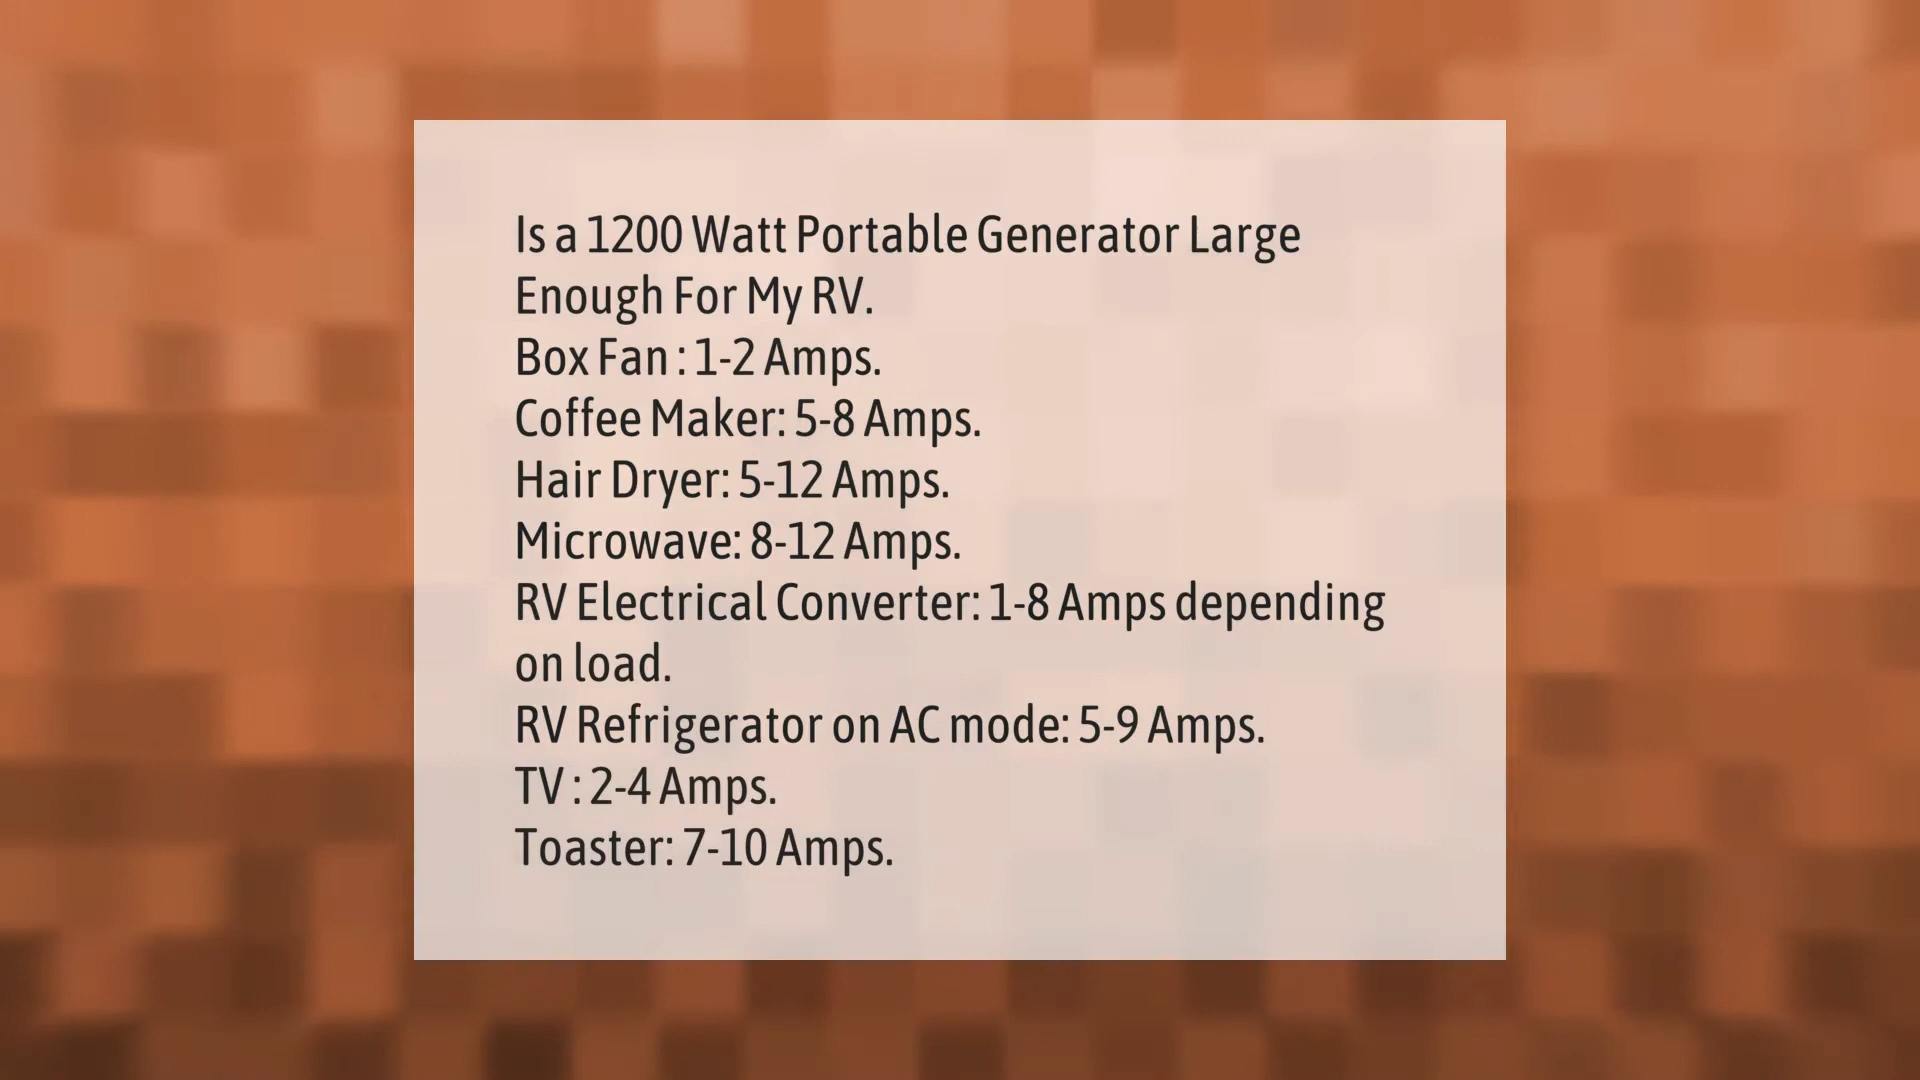 Is a 1200 Watt Portable Generator Large
Enough For My RV.
Box Fan : 1-2 Amps.
Coffee Maker: 5-8 Amps.
Hair Dryer: 5-12 Amps.
Microwave: 8-12 Amps.
RV Electrical Converter: 1-8 Amps depending
on load.
RV Refrigerator on AC mode: 5-9 Amps.
TV : 2-4 Amps.
Toaster: 7-10 Amps.